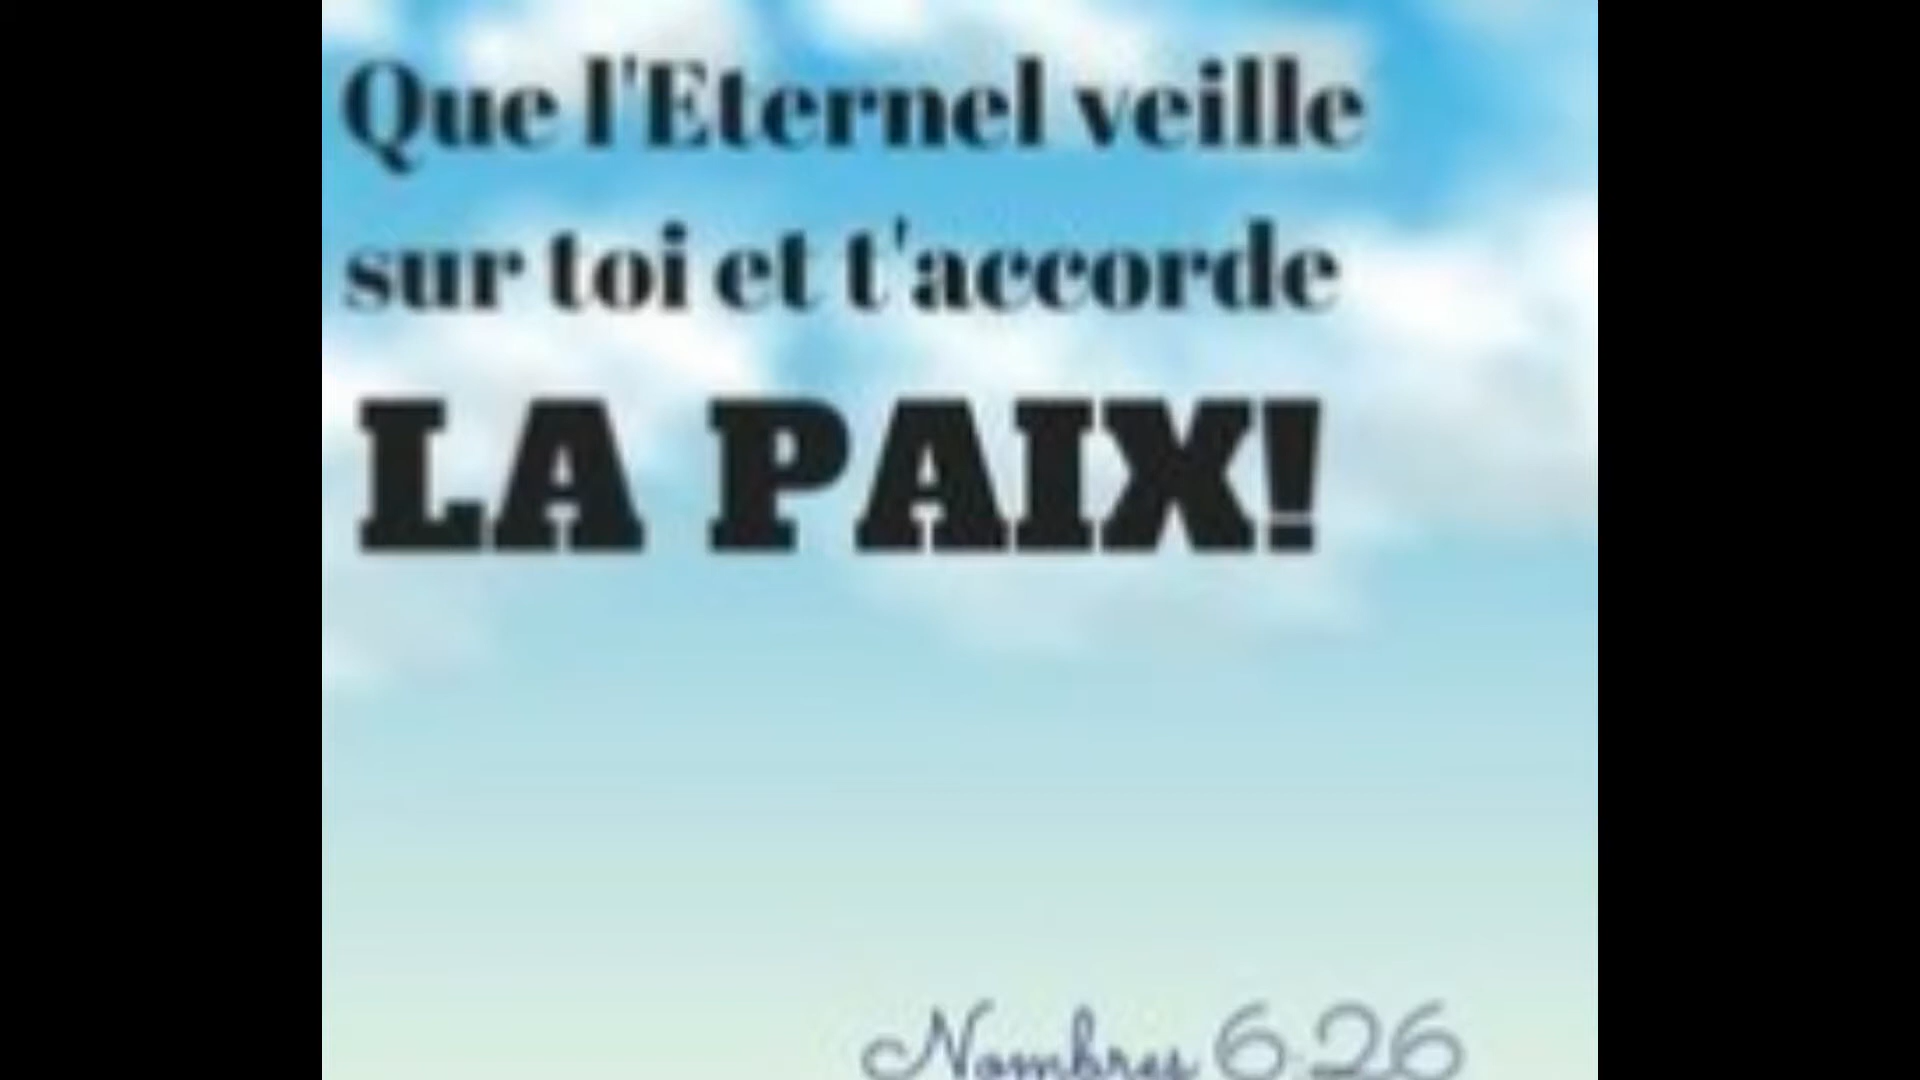 Que l'Eternel veille
sur toi et t'accorde
LA PAIX!
Nombres 6:26